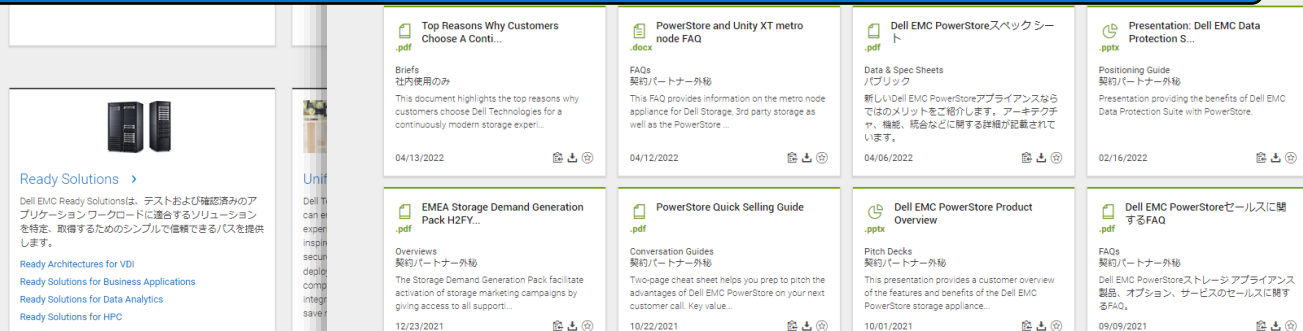 Ready Solutions
Dell EMC Ready Solutionsは、テストおよび確認済みのア
プリケーション ワークロードに適合するソリューション
を特定、取得するためのシンプルで信頼できるパスを提供
します。
Ready Architectures for VDI
Ready Solutions for Business Applications
Ready Solutions for Data Analytics
Ready Solutions for HPC
Top Reasons Why Customers
Choose A Conti...
.pdf
Briefs
社内使用のみ
This document highlights the top reasons why
customers choose Dell Technologies for a
continuously modern storage experi...
04/13/2022
PowerStore and Unity XT metro
node FAQ
.docx
FAQs
契約パートナー外秘
This FAQ provides information on the metro node
appliance for Dell Storage, 3rd party storage as
well as the PowerStore ...
04/12/2022
Dell EMC PowerStoreスペック シー
ト
.pdf
Data & Spec Sheets
パブリック
新しいDell EMC PowerStoreアプライアンスなら
ではのメリットをご紹介します。 アーキテクチ
ャ、機能、統合などに関する詳細が記載されて
います。
04/06/2022
Presentation: Dell EMC Data
Protection S...
.pptx
Positioning Guide
契約パートナー外秘
Presentation providing the benefits of Dell EMC
Data Protection Suite with PowerStore.
02/16/2022
EMEA Storage Demand Generation
Pack H2FY...
.pdf
Overviews
契約パートナー外秘
The Storage Demand Generation Pack facilitate
activation of storage marketing campaigns by
giving access to all supporti...
12/23/2021
PowerStore Quick Selling Guide
.pdf
Conversation Guides
契約パートナー外秘
Two-page cheat sheet helps you prep to pitch the
advantages of Dell EMC PowerStore on your next
customer call. Key value...
10/22/2021
Dell EMC PowerStore Product
Overview
.pptx
Pitch Decks
契約パートナー外秘
This presentation provides a customer overview
of the features and benefits of the Dell EMC
PowerStore storage appliance...
10/01/2021
Dell EMC PowerStoreセールスに関
するFAQ
.pdf
FAQs
契約パートナー外秘
Dell EMC PowerStoreストレージ アプライアンス
製品、オプション、サービスのセールスに関す
るFAQ。
09/09/2021